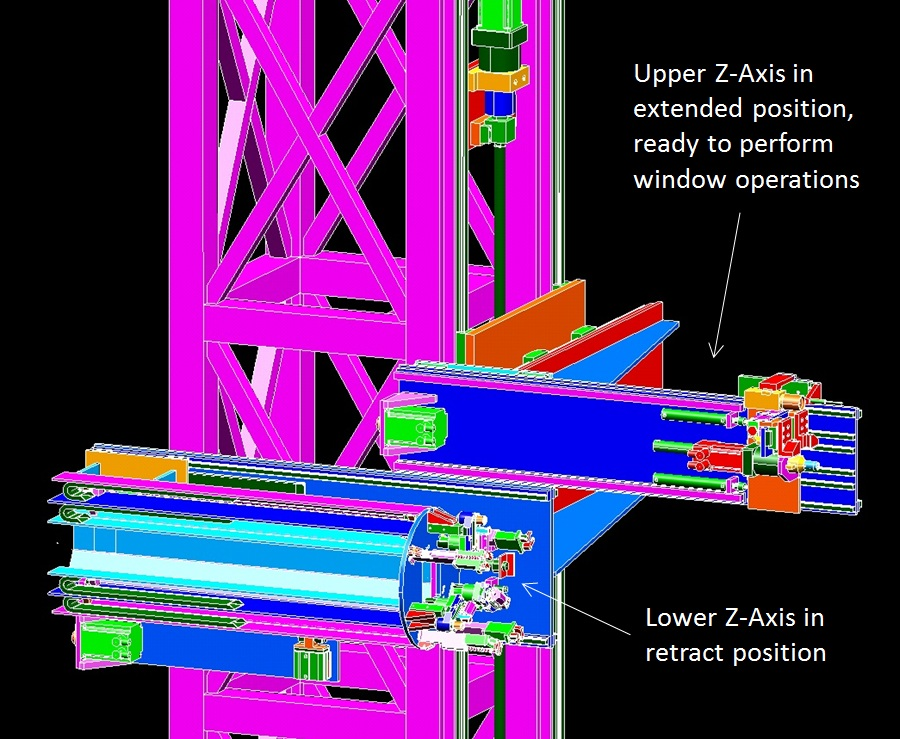 Upper Z-Axis in
extended position,
ready to perform
window operations
Lower Z-Axis in
retract position